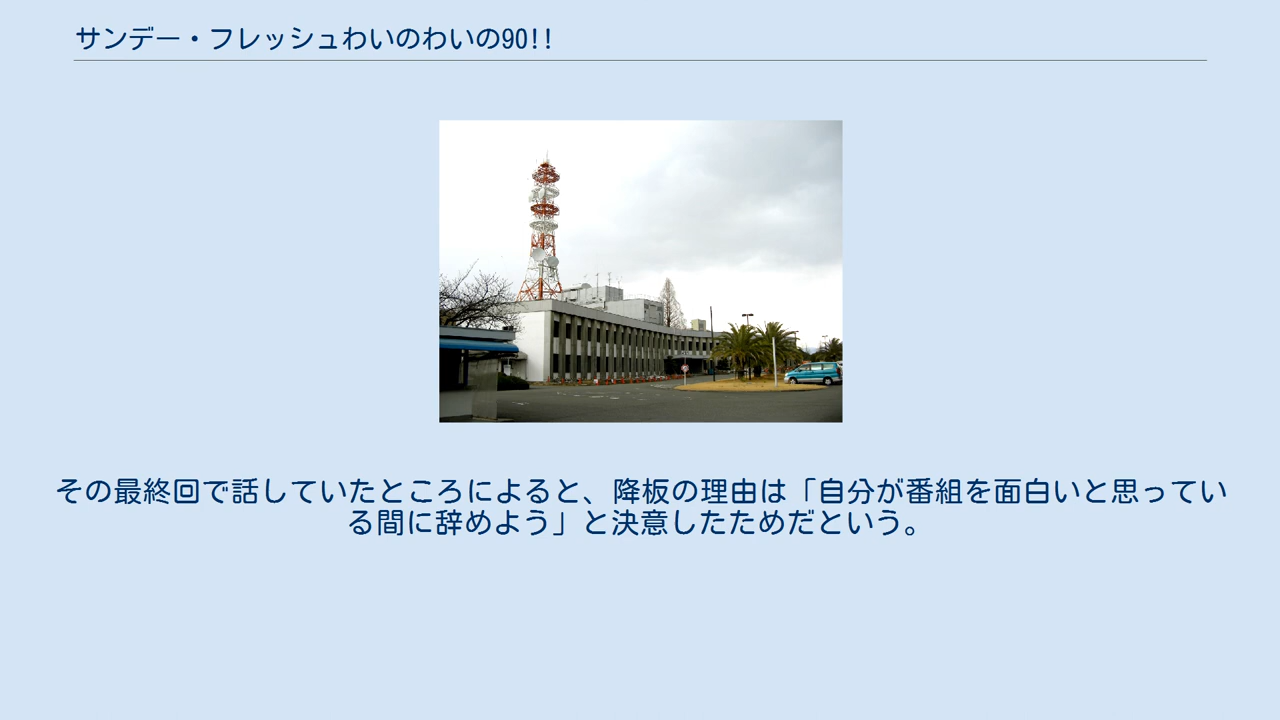 サンデー・フレッシュわいのわいの90!!
その最終回で話していたところによると、降板の理由は「自分が番組を面白いと思ってい
る間に辞めよう」と決意したためだという。